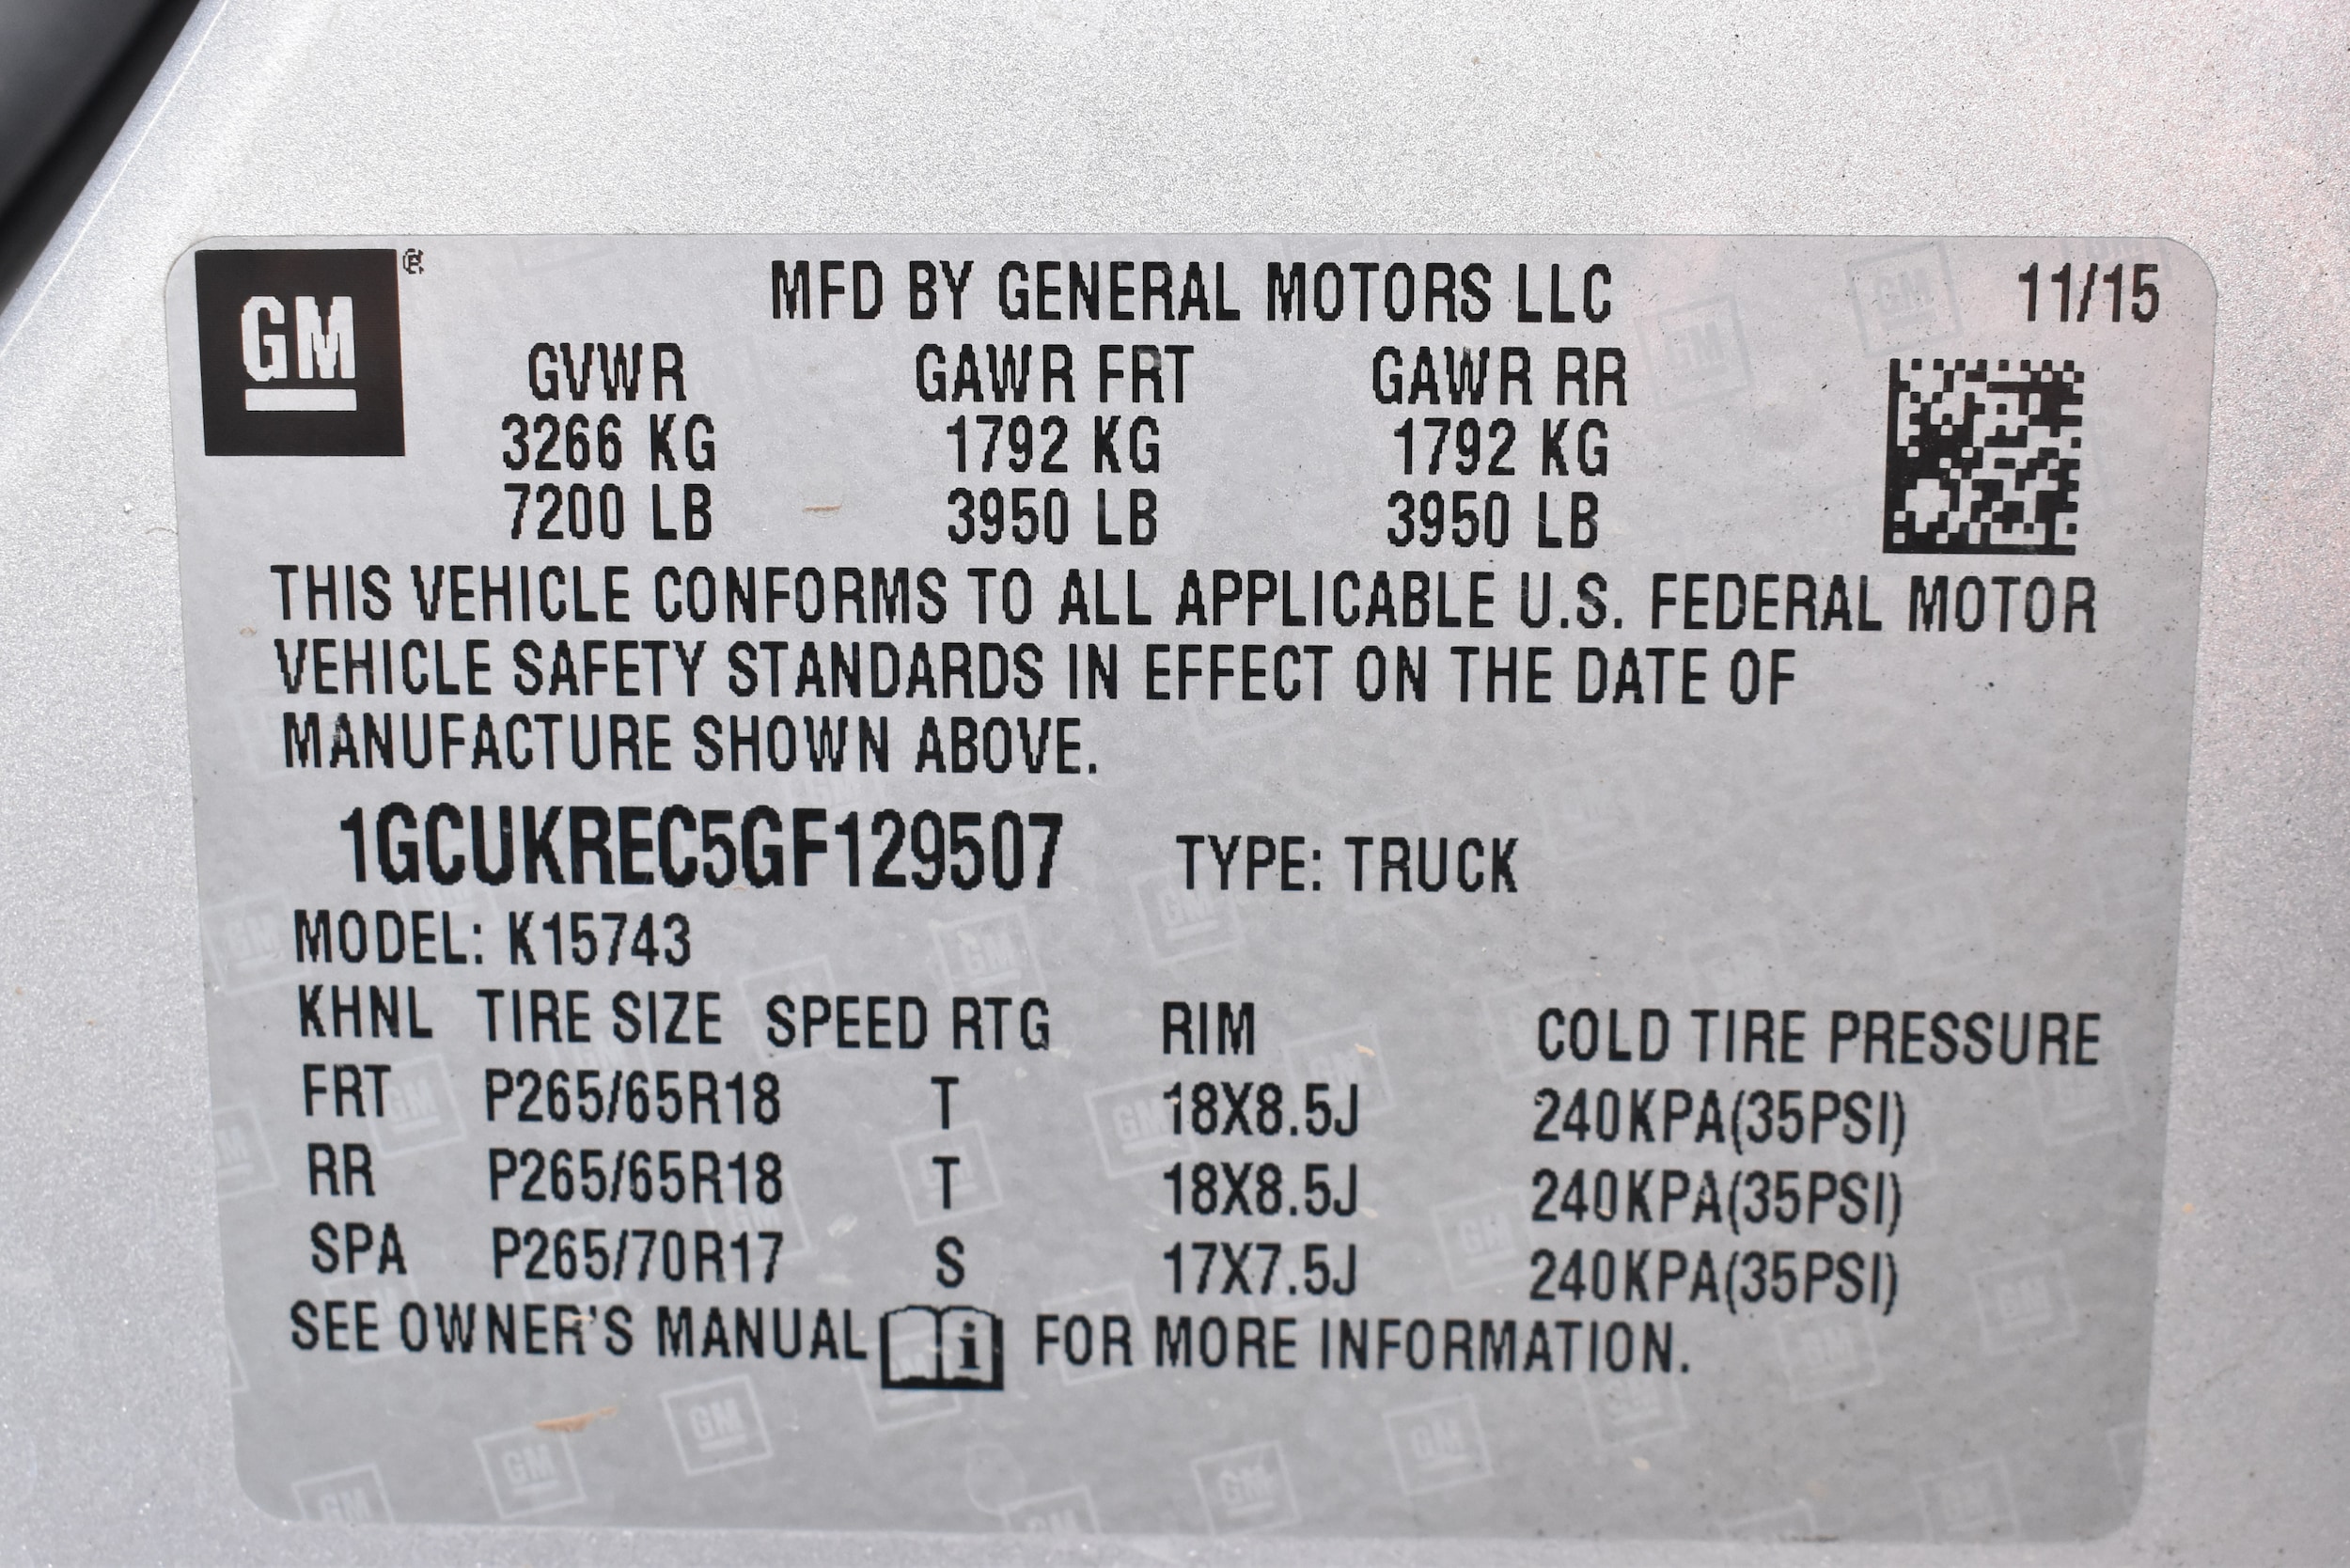 GM ®
MFD BY GENERAL MOTORS LLC 11/15
GVWR GAWR FRT GAWR RR
3266 KG 1792 KG 1792 KG
7200 LB 3950 LB 3950 LB
THIS VEHICLE CONFORMS TO ALL APPLICABLE U.S. FEDERAL MOTOR
VEHICLE SAFETY STANDARDS IN EFFECT ON THE DATE OF
MANUFACTURE SHOWN ABOVE.
1GCUKREC5GF129507 TYPE: TRUCK
MODEL: K15743
KHNL TIRE SIZE SPEED RTG RIM COLD TIRE PRESSURE
FRT P265/65R18 T 18X8.5J 240KPA(35PSI)
RR P265/65R18 T 18X8.5J 240KPA(35PSI)
SPA P265/70R17 S 17X7.5J 240KPA(35PSI)
SEE OWNER'S MANUAL i FOR MORE INFORMATION.